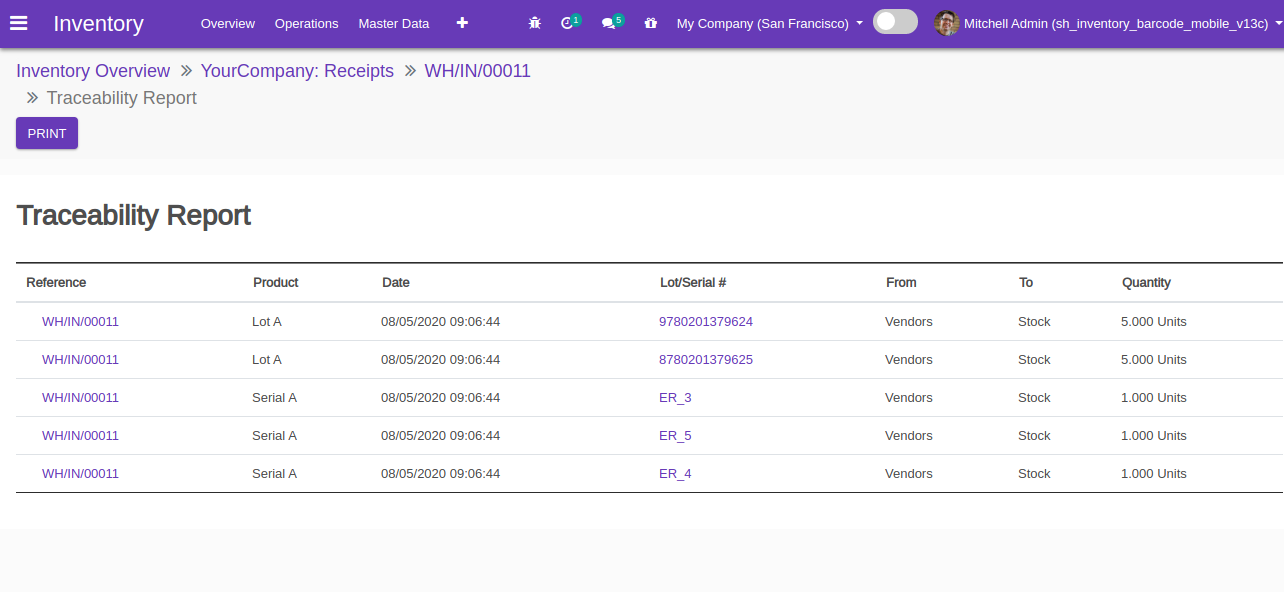 Inventory Overview Operations Master Data 1 5 My Company (San Francisco) Mitchell Admin (sh_inventory_barcode_mobile_v13c)
Inventory Overview » YourCompany: Receipts » WH/IN/00011
» Traceability Report
PRINT
Traceability Report
Reference Product Date Lot/Serial # From To Quantity
WH/IN/00011 Lot A 08/05/2020 09:06:44 9780201379624 Vendors Stock 5.000 Units
WH/IN/00011 Lot A 08/05/2020 09:06:44 8780201379625 Vendors Stock 5.000 Units
WH/IN/00011 Serial A 08/05/2020 09:06:44 ER_3 Vendors Stock 1.000 Units
WH/IN/00011 Serial A 08/05/2020 09:06:44 ER_5 Vendors Stock 1.000 Units
WH/IN/00011 Serial A 08/05/2020 09:06:44 ER_4 Vendors Stock 1.000 Units